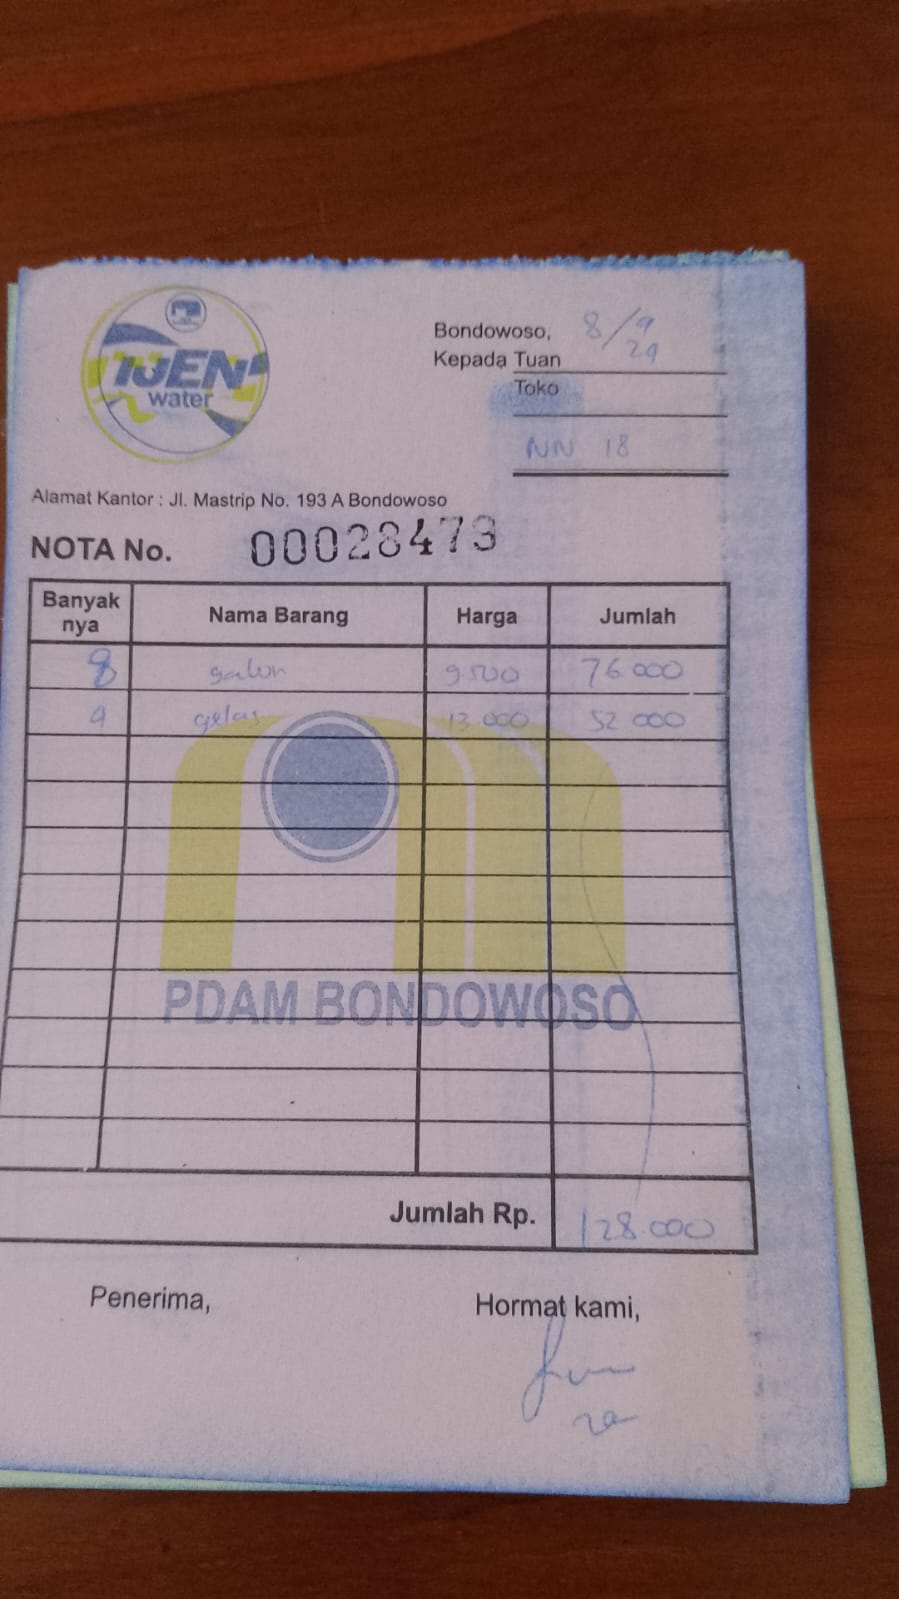 IJEN
water
Bondowoso, 8/9 24
Kepada Tuan
Toko
NN 18
Alamat Kantor : Jl. Mastrip No. 193 A Bondowoso
NOTA No. 00028473
Banyak nya Nama Barang Harga Jumlah
8 galon 9.500 76.000
4 gelas 13.000 52 000
PDAM BONDOWOSO
Jumlah Rp. 128.000
Penerima, Hormat kami,